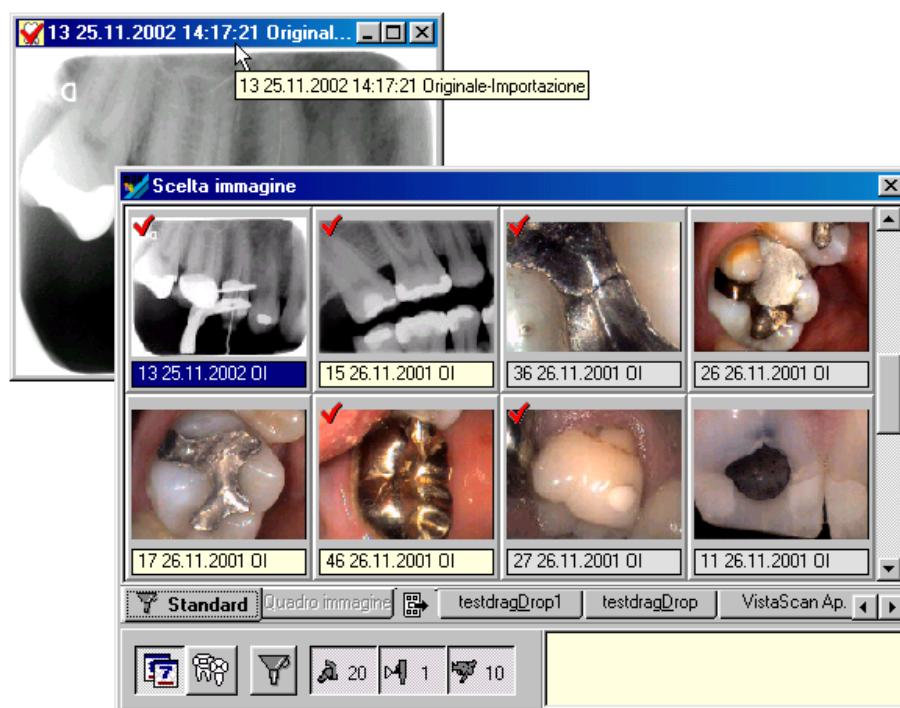 13 25.11.2002 14:17:21 Original...
13 25.11.2002 14:17:21 Originale-Importazione
Scelta immagine
13 25.11.2002 OI
15 26.11.2001 OI
36 26.11.2001 OI
26 26.11.2001 OI
17 26.11.2001 OI
46 26.11.2001 OI
27 26.11.2001 OI
11 26.11.2001 OI
Standard
Quadro immagine
testdragDrop1
testdragDrop
VistaScan Ap.
7
20
1
10